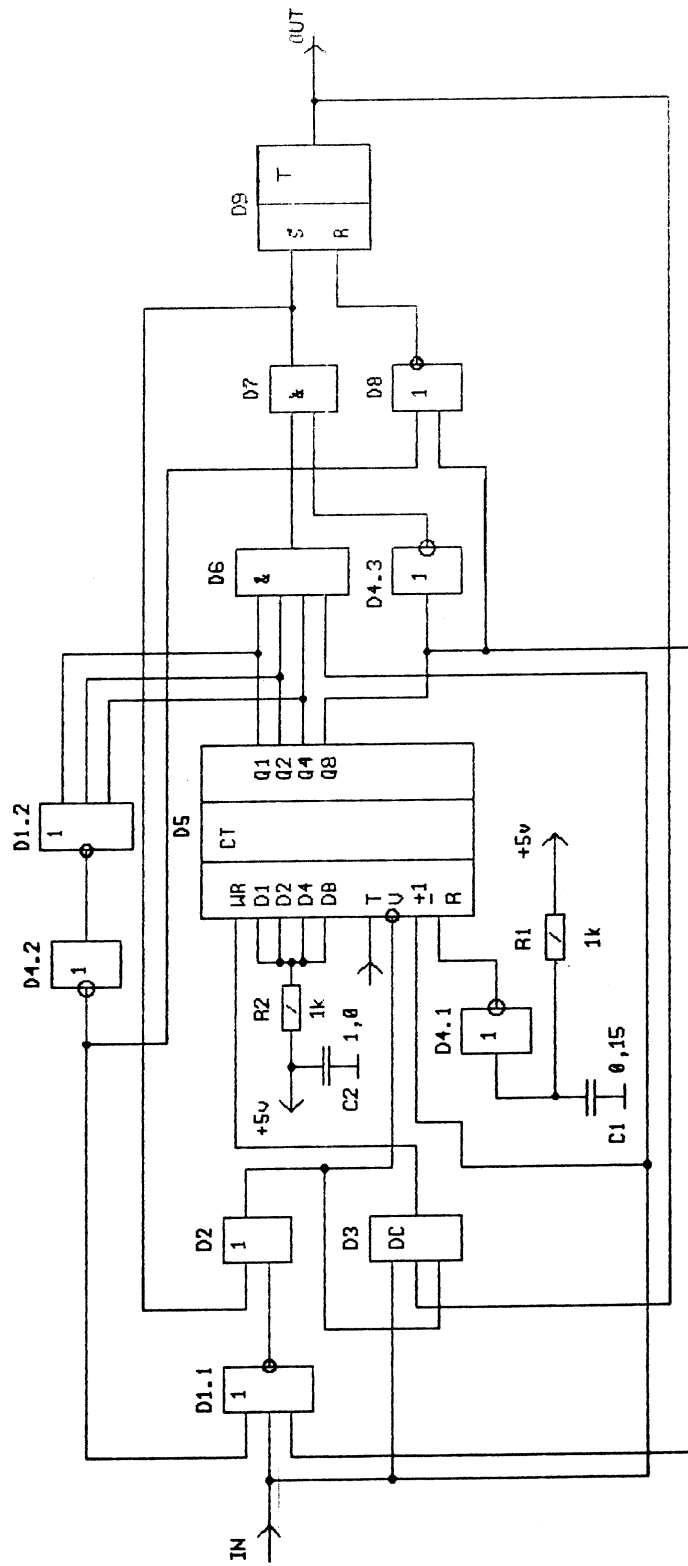 IN
D1.1
1
D2
1
D3
DC
+5v
R2
1k
C2
1,0
D4.2
1
D1.2
1
D5
CT
WR
D1
D2
D4
D8
T
V
±1
R
Q1
Q2
Q4
Q8
D4.1
1
C1
0,15
R1
1k
+5v
D6
&
D4.3
1
D7
&
D8
1
D9
S
R
T
OUT